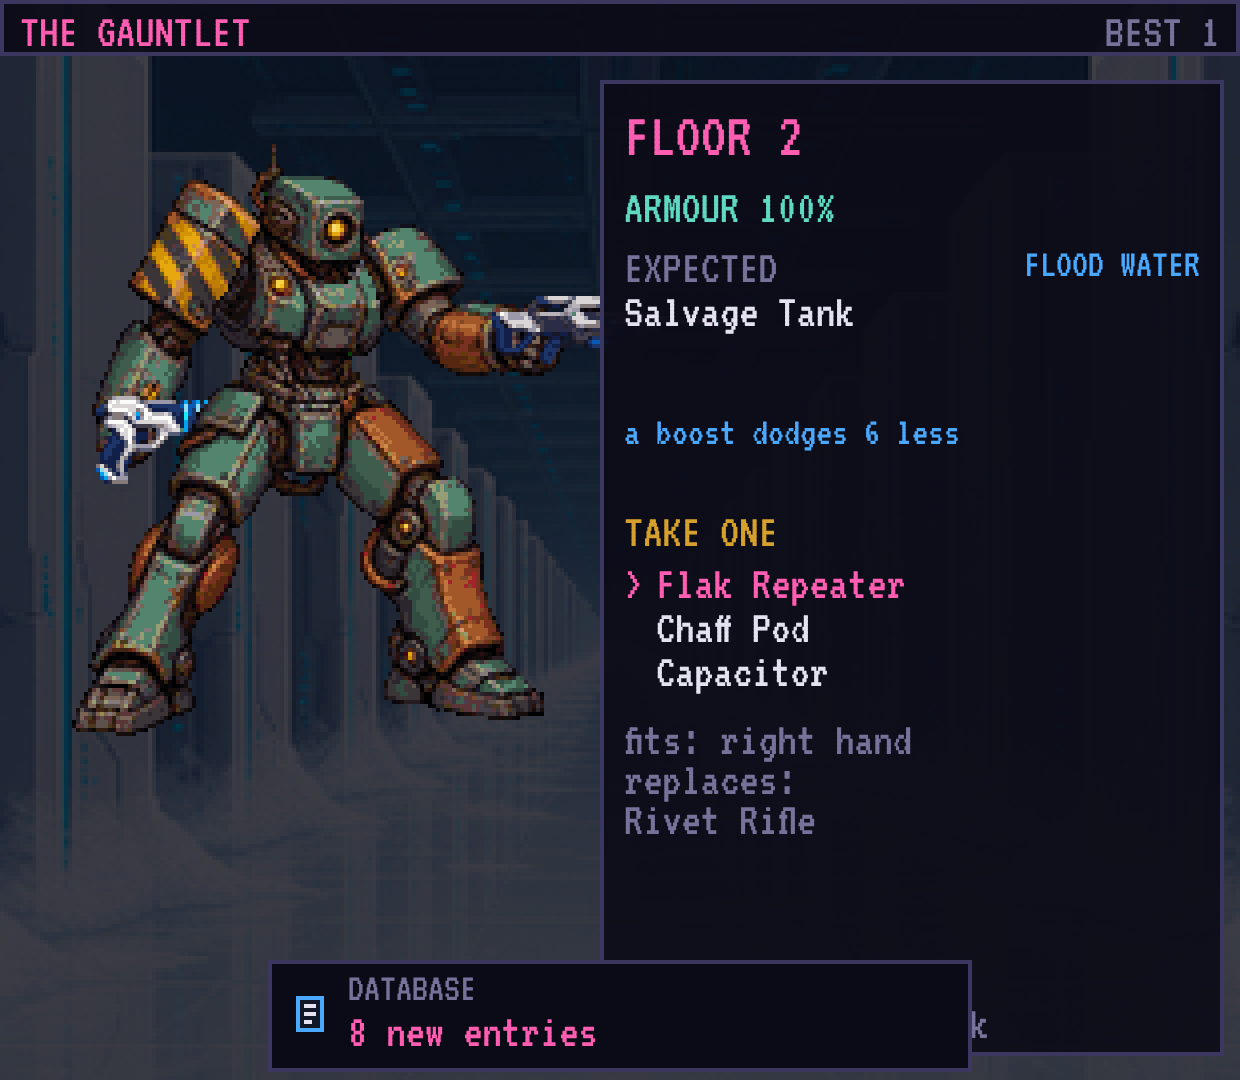 THE GAUNTLET
BEST 1
FLOOR 2
ARMOUR 100%
EXPECTED
FLOOD WATER
Salvage Tank
a boost dodges 6 less
TAKE ONE
> Flak Repeater
Chaff Pod
Capacitor
fits: right hand
replaces:
Rivet Rifle
DATABASE
8 new entries
k